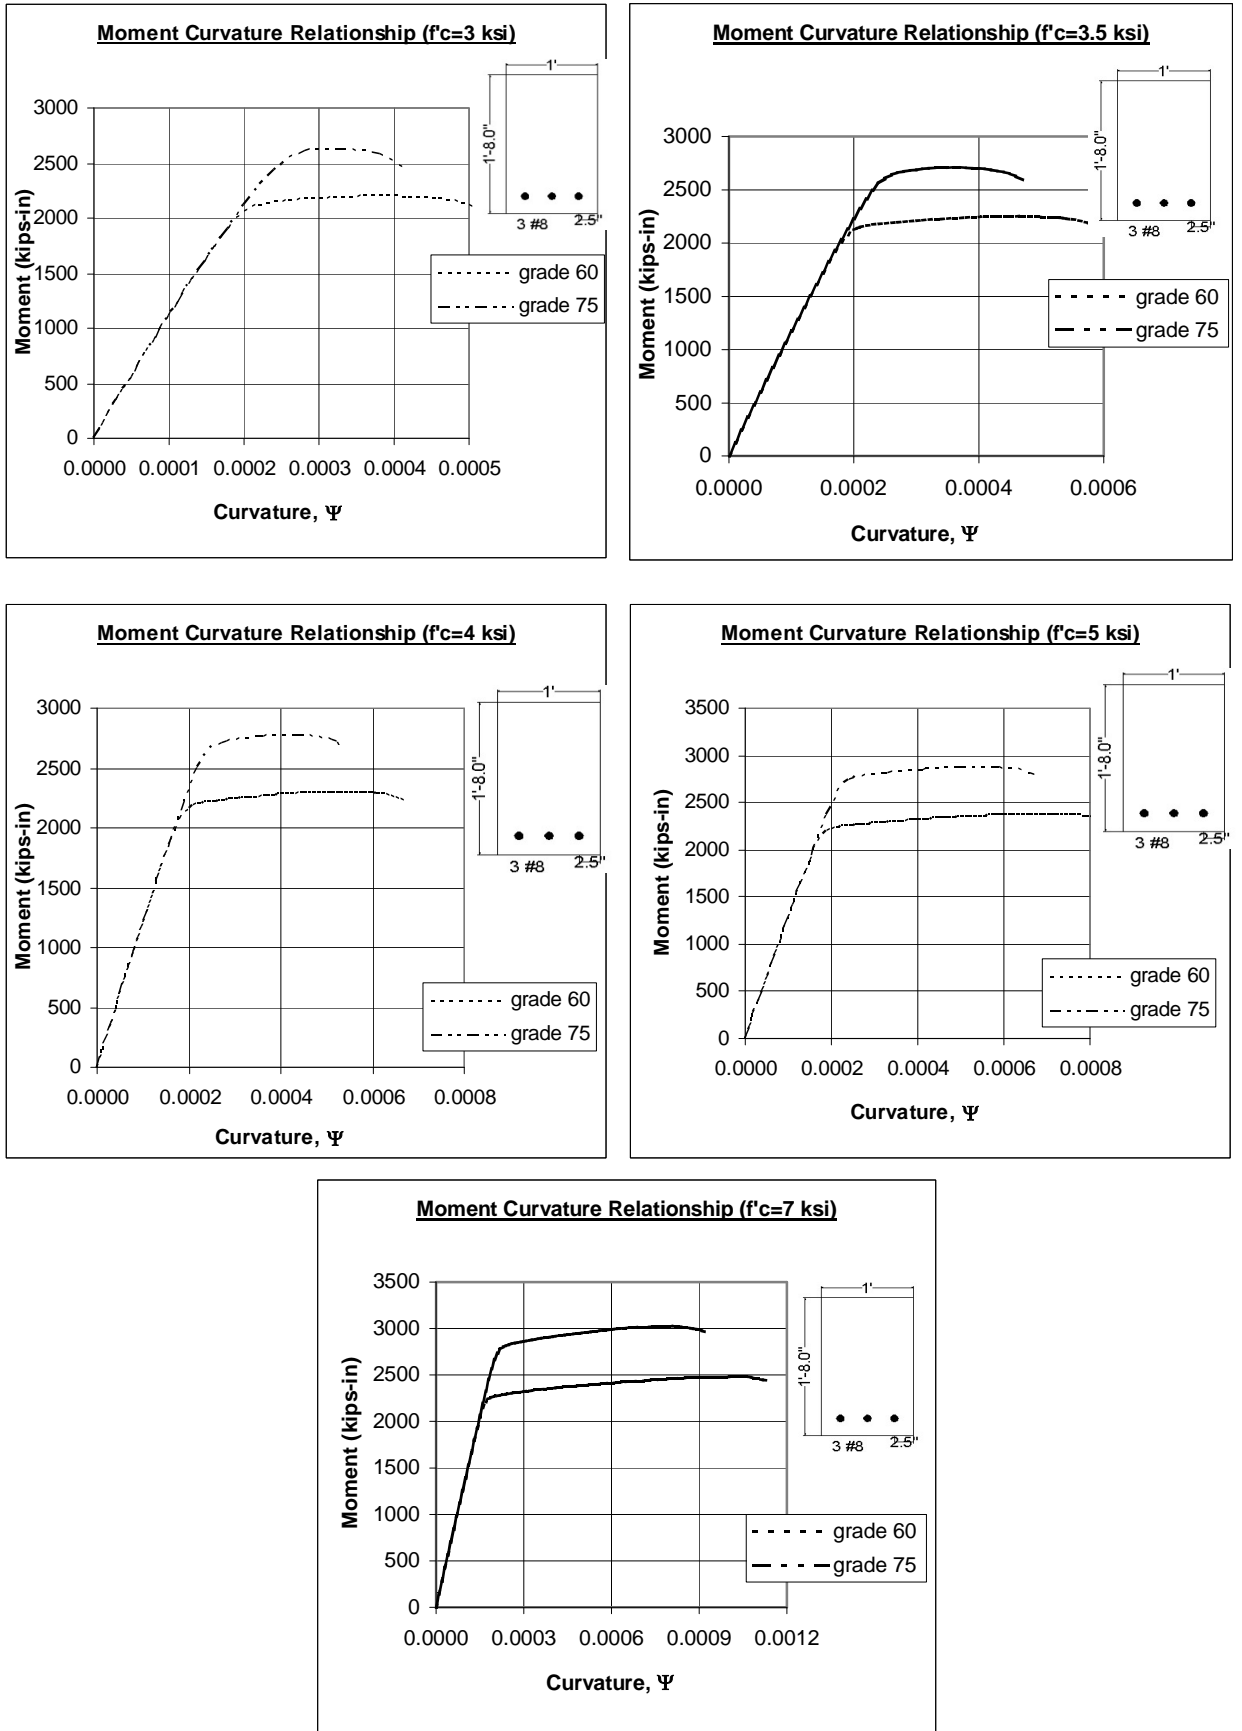 Moment Curvature Relationship (f'c=3 ksi)
1'
1'-8.0"
3 #8
2.5"
Moment (kips-in)
3000
2500
2000
1500
1000
500
0
0.0000 0.0001 0.0002 0.0003 0.0004 0.0005
Curvature, Ψ
grade 60
grade 75
Moment Curvature Relationship (f'c=3.5 ksi)
1'
1'-8.0"
3 #8
2.5"
Moment (kips-in)
3000
2500
2000
1500
1000
500
0
0.0000 0.0002 0.0004 0.0006
Curvature, Ψ
grade 60
grade 75
Moment Curvature Relationship (f'c=4 ksi)
1'
1'-8.0"
3 #8
2.5"
Moment (kips-in)
3000
2500
2000
1500
1000
500
0
0.0000 0.0002 0.0004 0.0006 0.0008
Curvature, Ψ
grade 60
grade 75
Moment Curvature Relationship (f'c=5 ksi)
1'
1'-8.0"
3 #8
2.5"
Moment (kips-in)
3500
3000
2500
2000
1500
1000
500
0
0.0000 0.0002 0.0004 0.0006 0.0008
Curvature, Ψ
grade 60
grade 75
Moment Curvature Relationship (f'c=7 ksi)
1'
1'-8.0"
3 #8
2.5"
Moment (kips-in)
3500
3000
2500
2000
1500
1000
500
0
0.0000 0.0003 0.0006 0.0009 0.0012
Curvature, Ψ
grade 60
grade 75